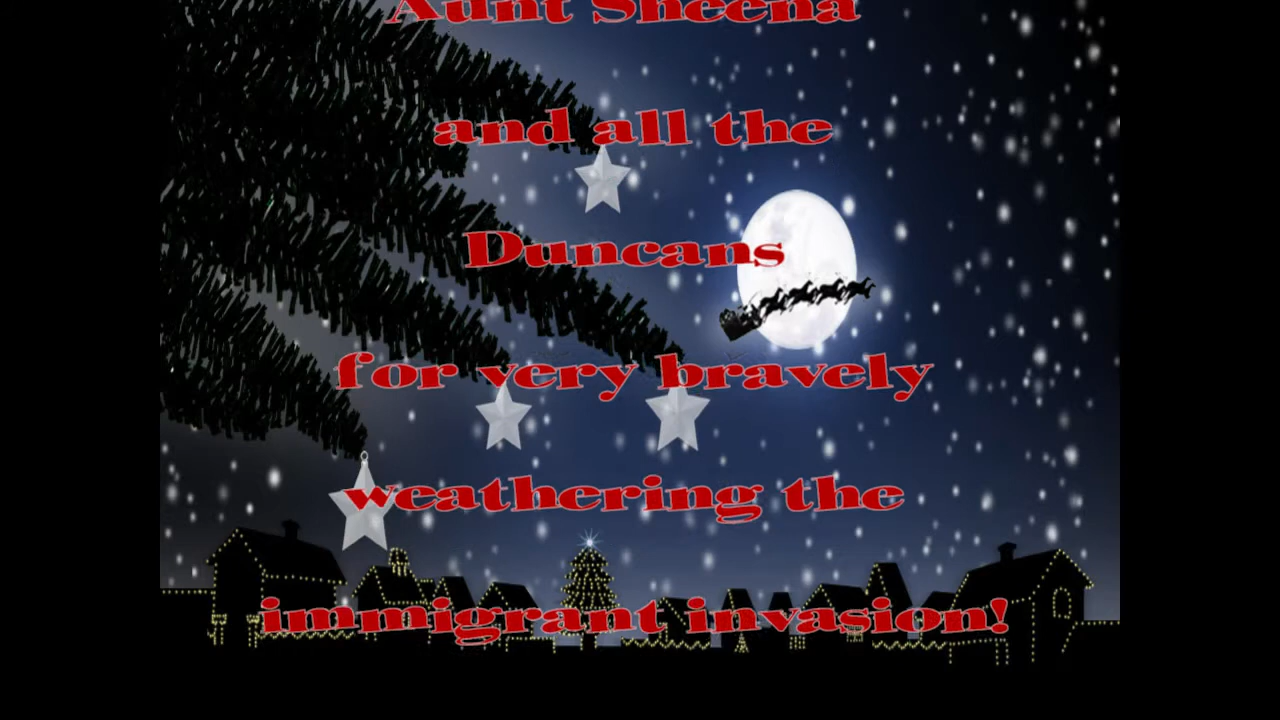 Aunt Sheena
and all the
Duncans
for very bravely
weathering the
immigrant invasion!